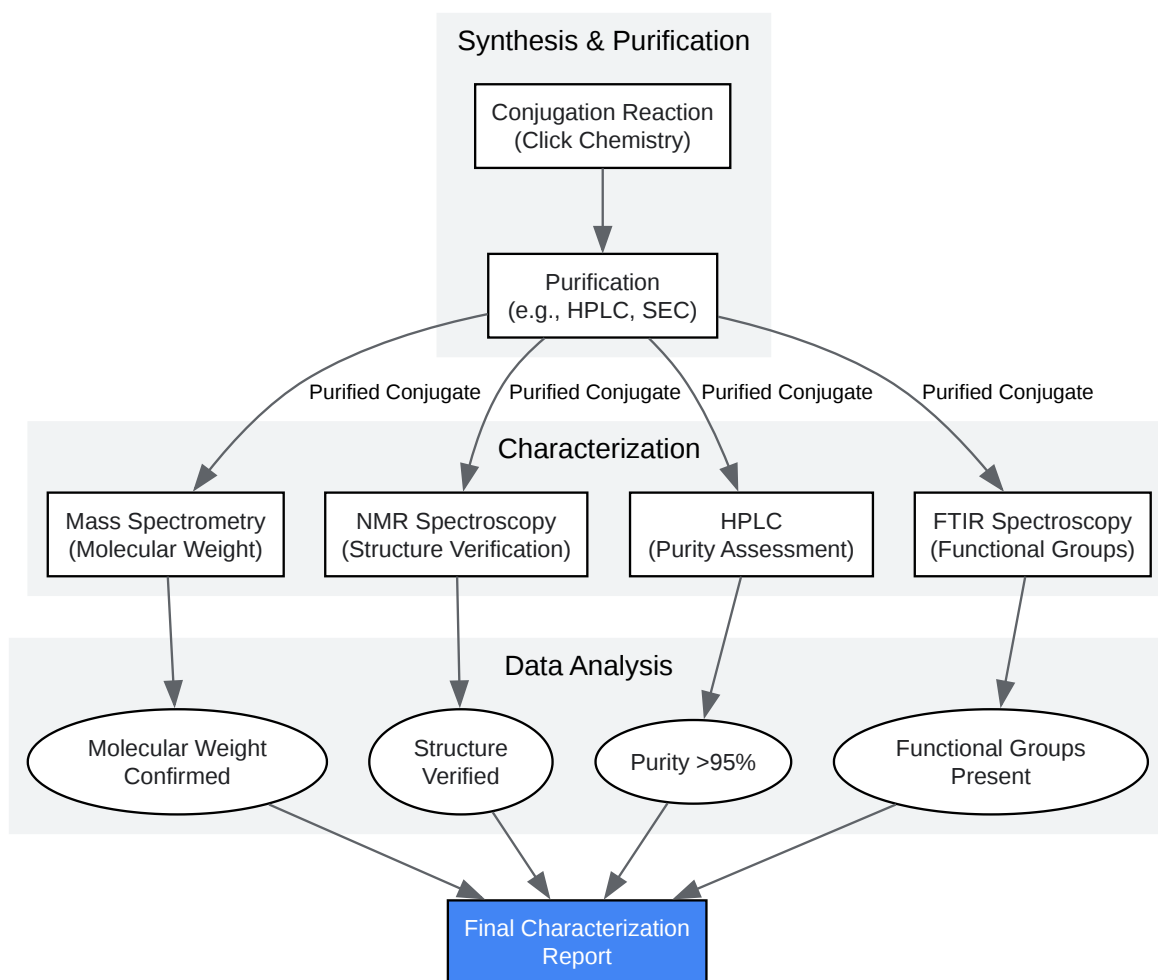 Synthesis & Purification
Conjugation Reaction
(Click Chemistry)
Purification
(e.g., HPLC, SEC)
Purified Conjugate
Purified Conjugate
Purified Conjugate
Purified Conjugate
Characterization
Mass Spectrometry
(Molecular Weight)
NMR Spectroscopy
(Structure Verification)
HPLC
(Purity Assessment)
FTIR Spectroscopy
(Functional Groups)
Data Analysis
Molecular Weight
Confirmed
Structure
Verified
Purity >95%
Functional Groups
Present
Final Characterization
Report